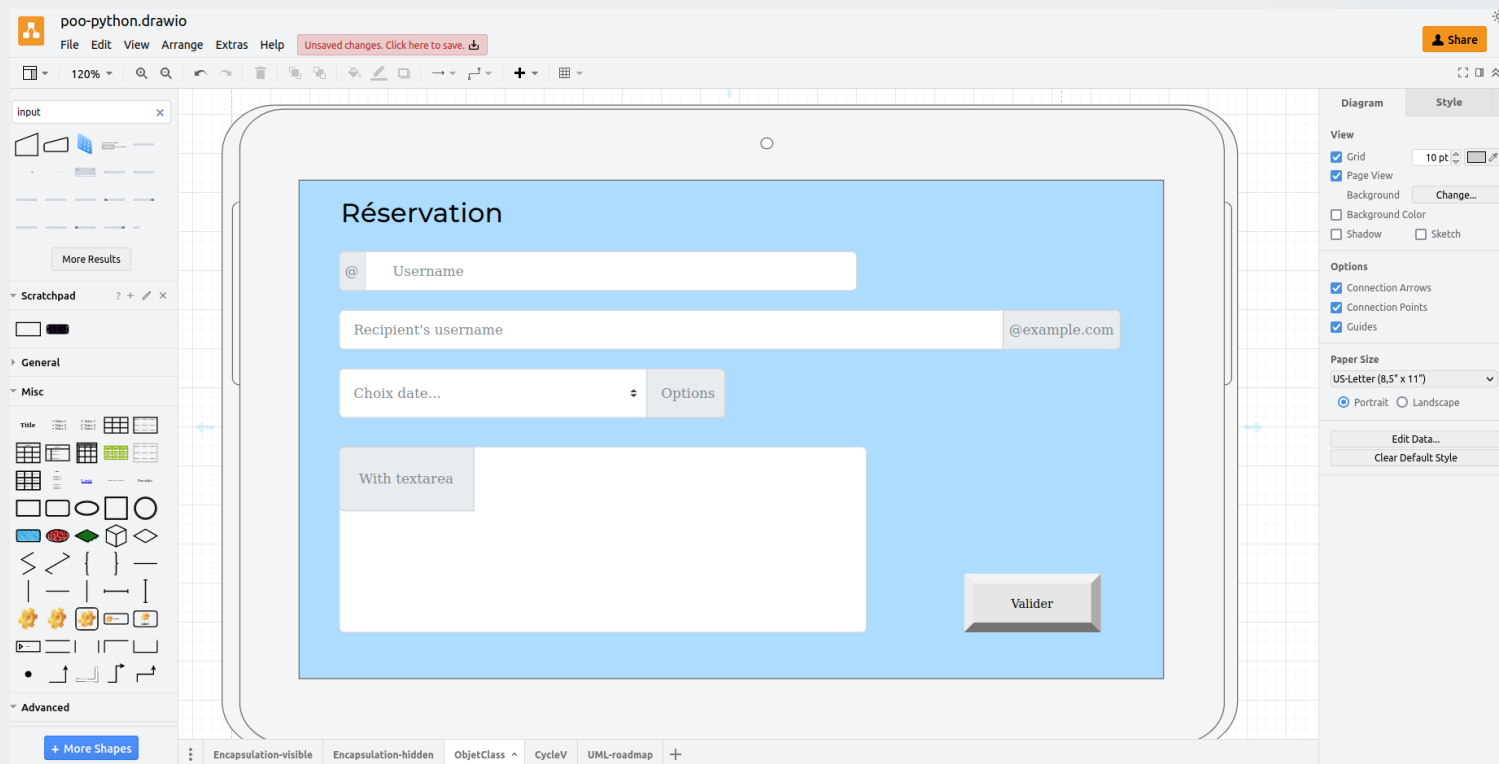 poo-python.drawio
File Edit View Arrange Extras Help Unsaved changes. Click here to save.
Share
120%
input
More Results
Scratchpad ? + ✕
General
Misc
Title
Advanced
+ More Shapes
Réservation
@ Username
Recipient's username @example.com
Choix date... Options
With textarea
Valider
Encapsulation-visible Encapsulation-hidden ObjetClass CycleV UML-roadmap
Diagram Style
View
Grid 10 pt
Page View
Background Change...
Background Color
Shadow Sketch
Options
Connection Arrows
Connection Points
Guides
Paper Size
US-Letter (8,5" x 11")
Portrait Landscape
Edit Data...
Clear Default Style